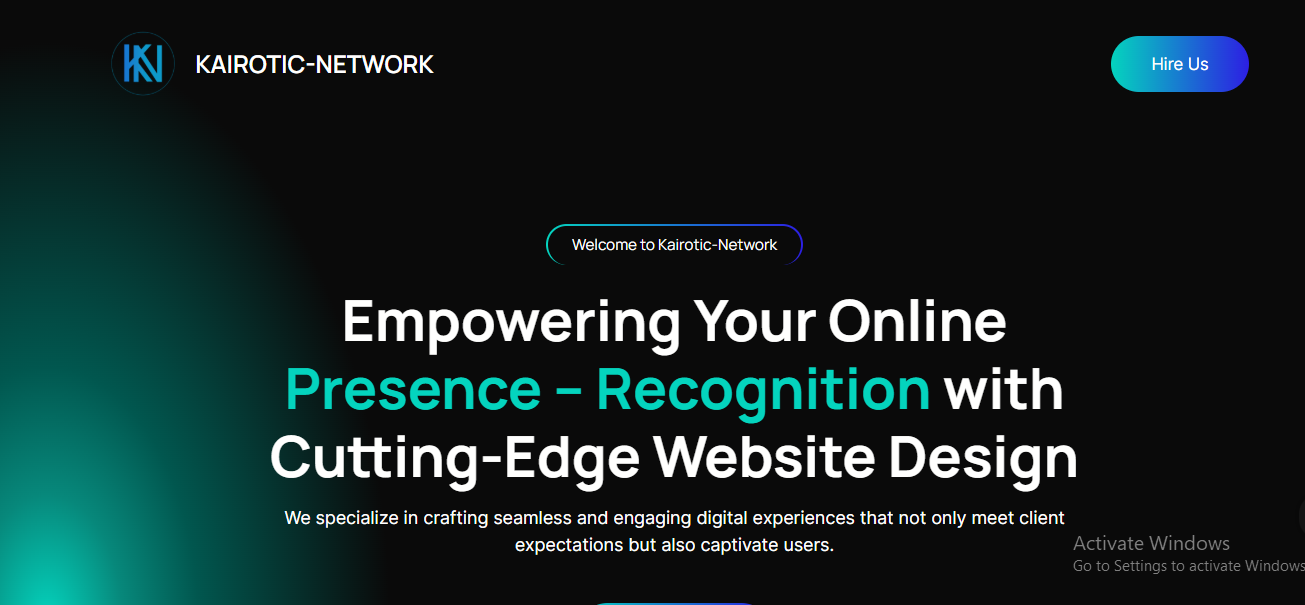 KN
KAIROTIC-NETWORK
Hire Us
Welcome to Kairotic-Network
Empowering Your Online
Presence – Recognition with
Cutting-Edge Website Design
We specialize in crafting seamless and engaging digital experiences that not only meet client
expectations but also captivate users.
Activate Windows
Go to Settings to activate Windows